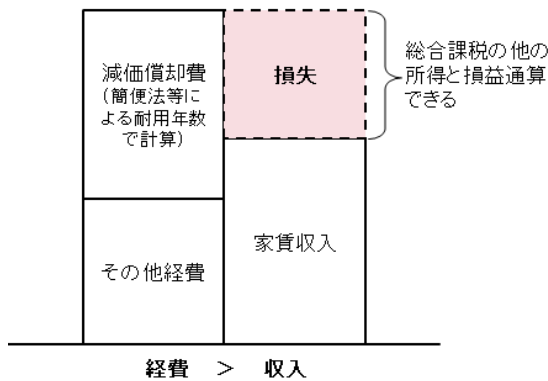 減価償却費
(簡便法等に
よる耐用年数
で計算)
損失
総合課税の他の
所得と損益通算
できる
その他経費
家賃収入
経費 > 収入